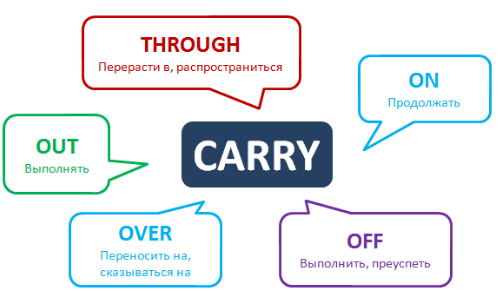 THROUGH
Перерасти в, распространиться
ON
Продолжать
OUT
Выполнять
CARRY
OVER
Переносить на,
сказываться на
OFF
Выполнить, преуспеть